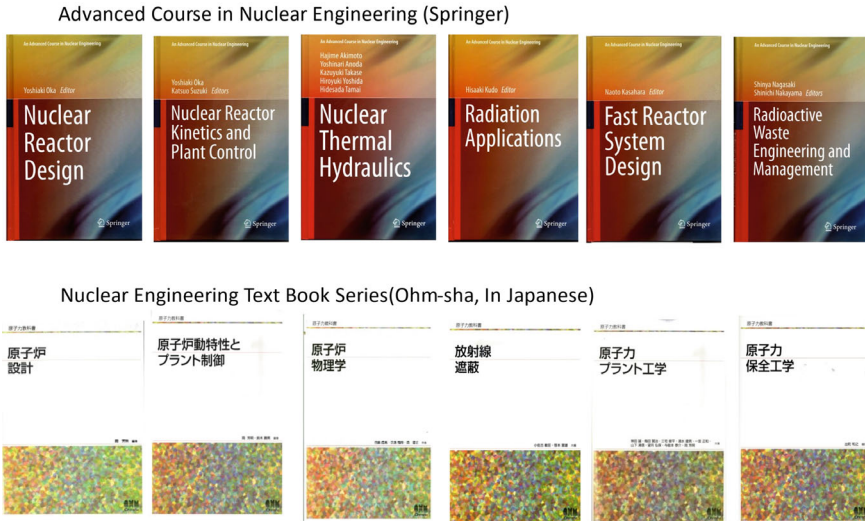 Advanced Course in Nuclear Engineering (Springer)
An Advanced Course in Nuclear Engineering
Yoshiaki Oka Editor
Nuclear
Reactor
Design
Springer
An Advanced Course in Nuclear Engineering
Yoshiaki Oka
Katsuo Suzuki Editors
Nuclear Reactor
Kinetics and
Plant Control
Springer
An Advanced Course in Nuclear Engineering
Hajime Akimoto
Yoshinari Anoda
Kazuyuki Takase
Hiroyuki Yoshida
Hidesada Tamai
Nuclear
Thermal
Hydraulics
Springer
An Advanced Course in Nuclear Engineering
Hisaaki Kudo Editor
Radiation
Applications
Springer
An Advanced Course in Nuclear Engineering
Naoto Kasahara Editor
Fast Reactor
System
Design
Springer
An Advanced Course in Nuclear Engineering
Shinya Nagasaki
Shinichi Nakayama Editors
Radioactive
Waste
Engineering and
Management
Springer
Nuclear Engineering Text Book Series(Ohm-sha, In Japanese)
原子力教科書
原子炉
設計
原子力教科書
原子炉動特性と
プラント制御
原子力教科書
原子炉
物理学
原子力教科書
放射線
遮蔽
原子力教科書
原子力
プラント工学
原子力教科書
原子力
保全工学